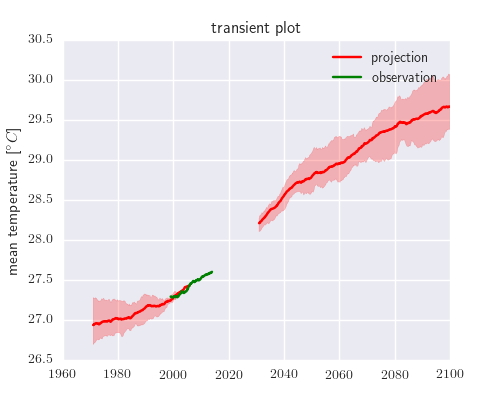 transient plot
30.5
30.0
29.5
29.0
28.5
28.0
27.5
27.0
26.5
mean temperature [°C]
projection
observation
1960 1980 2000 2020 2040 2060 2080 2100